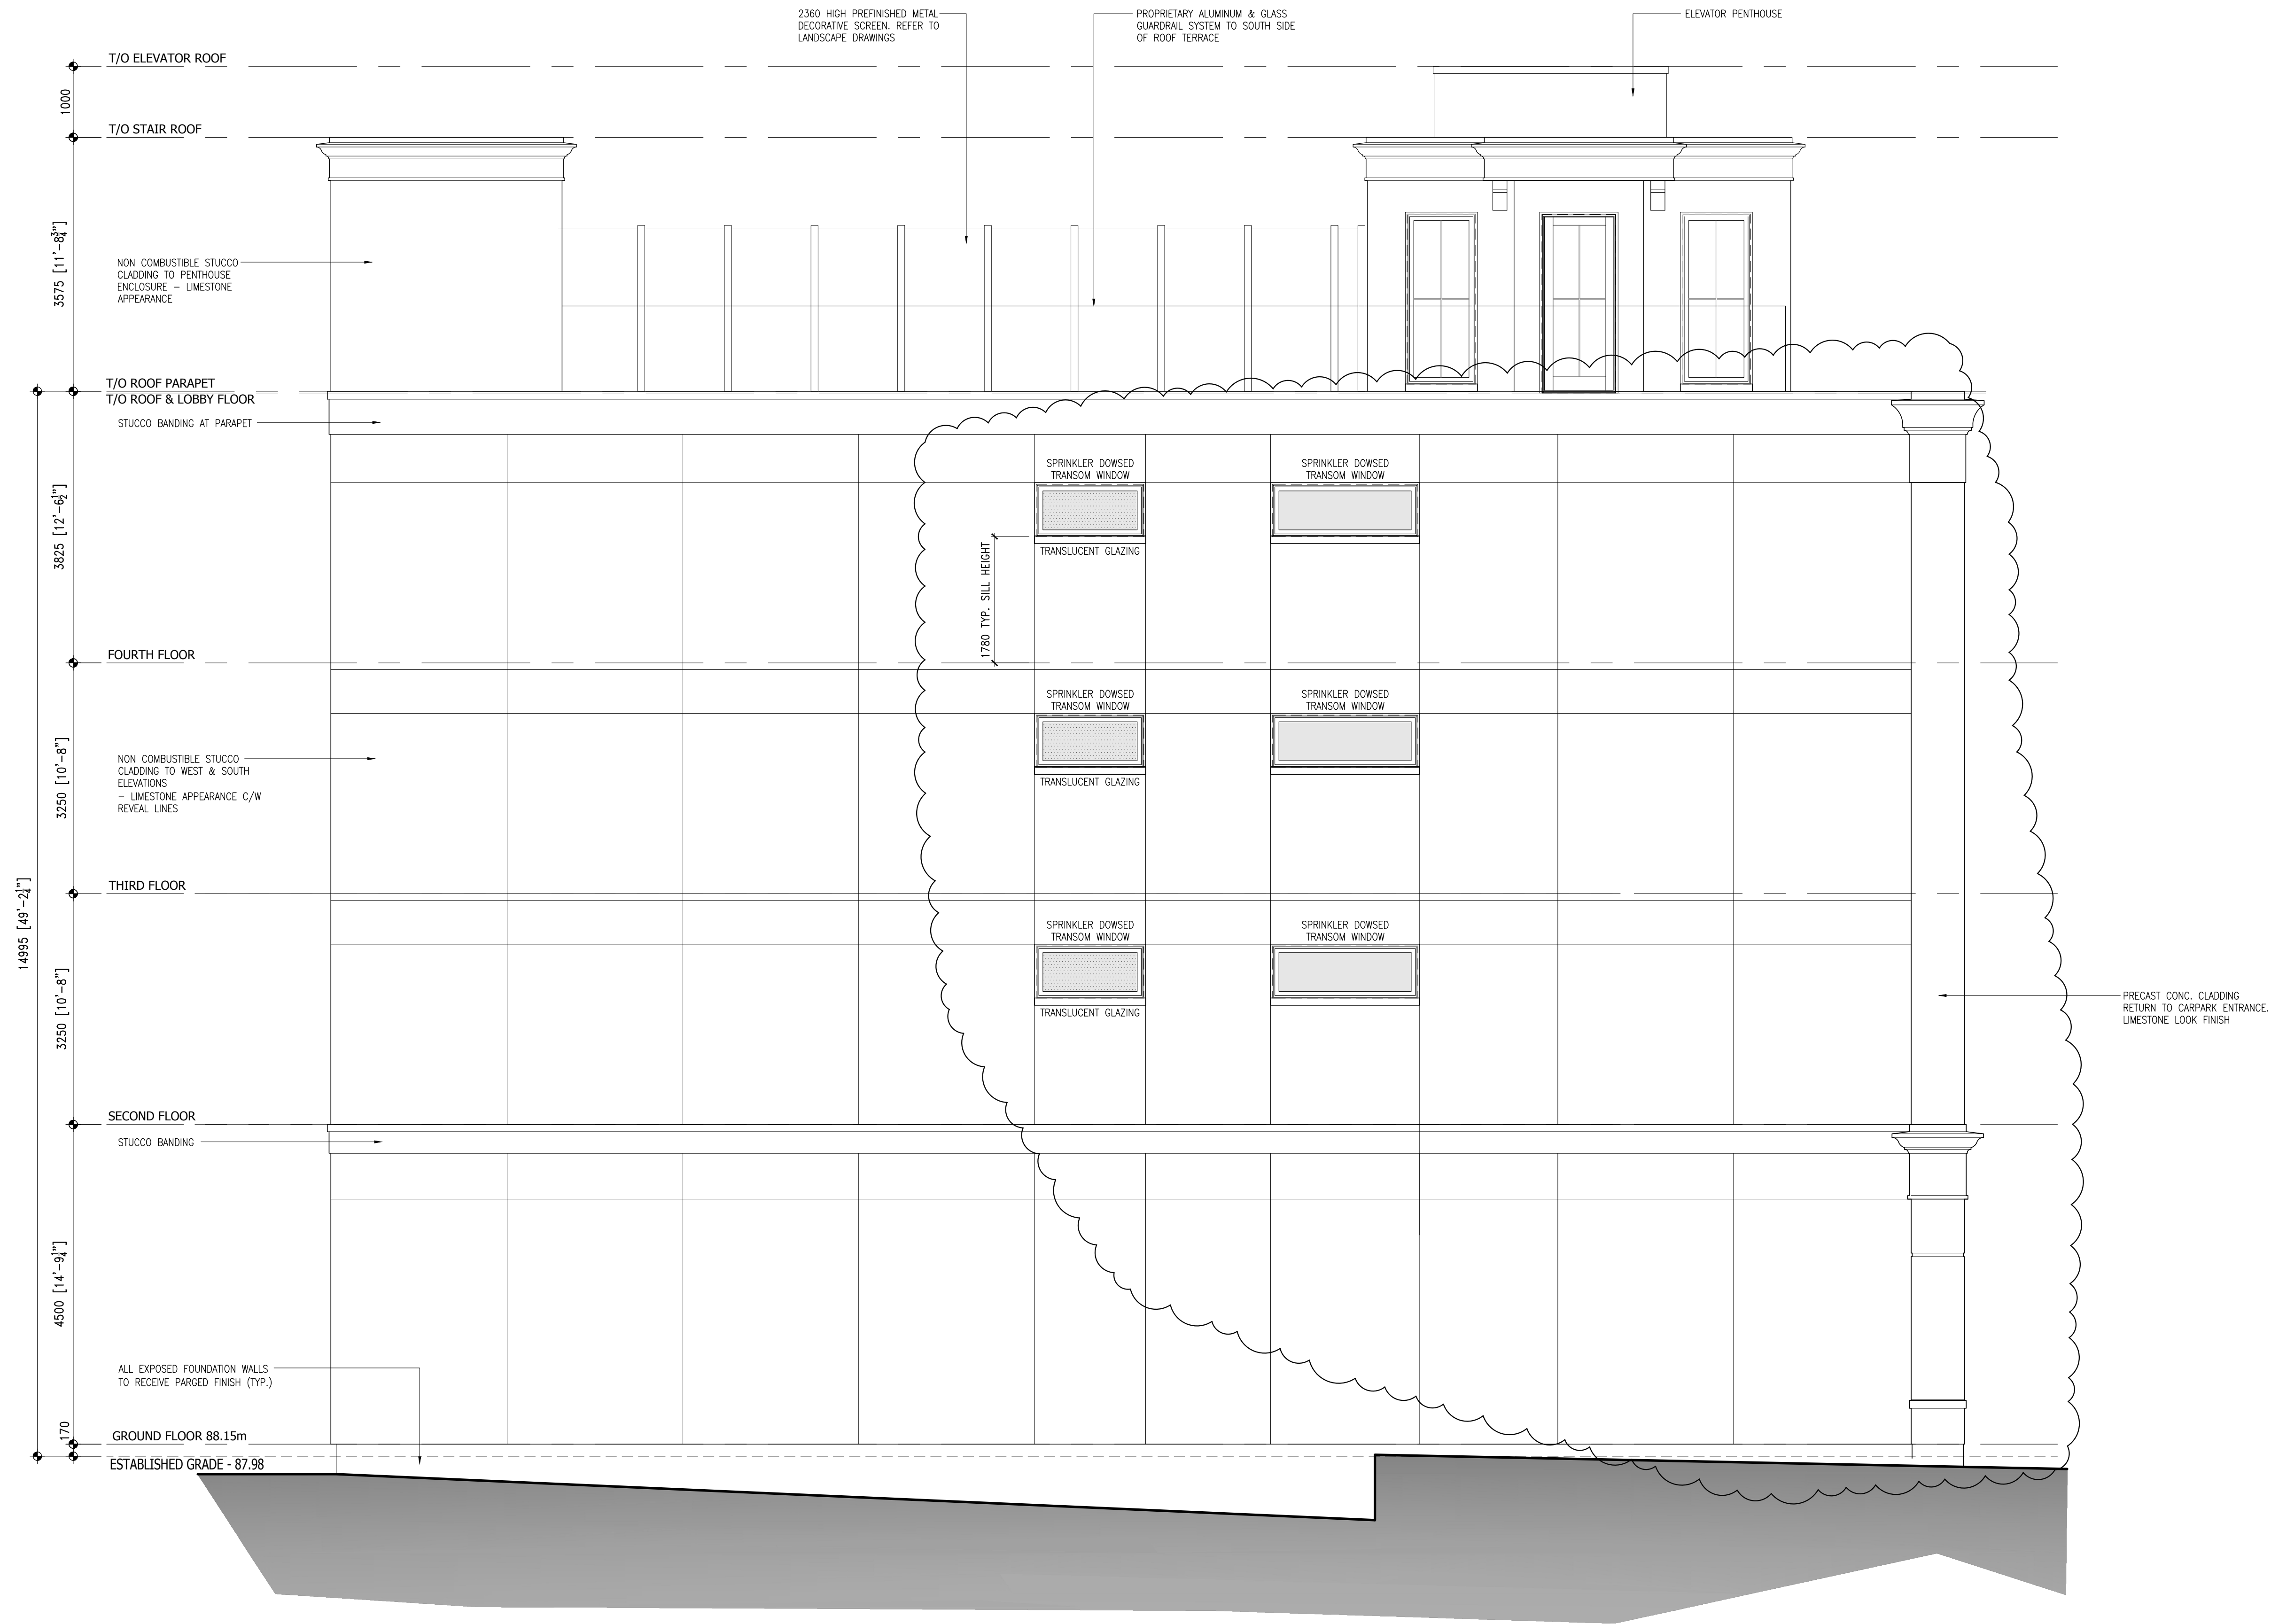 2360 HIGH PREFINISHED METAL
DECORATIVE SCREEN. REFER TO
LANDSCAPE DRAWINGS
PROPRIETARY ALUMINUM & GLASS
GUARDRAIL SYSTEM TO SOUTH SIDE
OF ROOF TERRACE
ELEVATOR PENTHOUSE
T/O ELEVATOR ROOF
1000
T/O STAIR ROOF
3575 [11'-8¾"]
NON COMBUSTIBLE STUCCO
CLADDING TO PENTHOUSE
ENCLOSURE – LIMESTONE
APPEARANCE
T/O ROOF PARAPET
T/O ROOF & LOBBY FLOOR
STUCCO BANDING AT PARAPET
SPRINKLER DOWSED
TRANSOM WINDOW
SPRINKLER DOWSED
TRANSOM WINDOW
3825 [12'-6½"]
TRANSLUCENT GLAZING
1780 TYP. SILL HEIGHT
FOURTH FLOOR
SPRINKLER DOWSED
TRANSOM WINDOW
SPRINKLER DOWSED
TRANSOM WINDOW
3250 [10'-8"]
NON COMBUSTIBLE STUCCO
CLADDING TO WEST & SOUTH
ELEVATIONS
– LIMESTONE APPEARANCE C/W
REVEAL LINES
TRANSLUCENT GLAZING
THIRD FLOOR
14995 [49'-2¼"]
SPRINKLER DOWSED
TRANSOM WINDOW
SPRINKLER DOWSED
TRANSOM WINDOW
3250 [10'-8"]
TRANSLUCENT GLAZING
PRECAST CONC. CLADDING
RETURN TO CARPARK ENTRANCE.
LIMESTONE LOOK FINISH
SECOND FLOOR
STUCCO BANDING
4500 [14'-9¼"]
ALL EXPOSED FOUNDATION WALLS
TO RECEIVE PARGED FINISH (TYP.)
170
GROUND FLOOR 88.15m
ESTABLISHED GRADE - 87.98